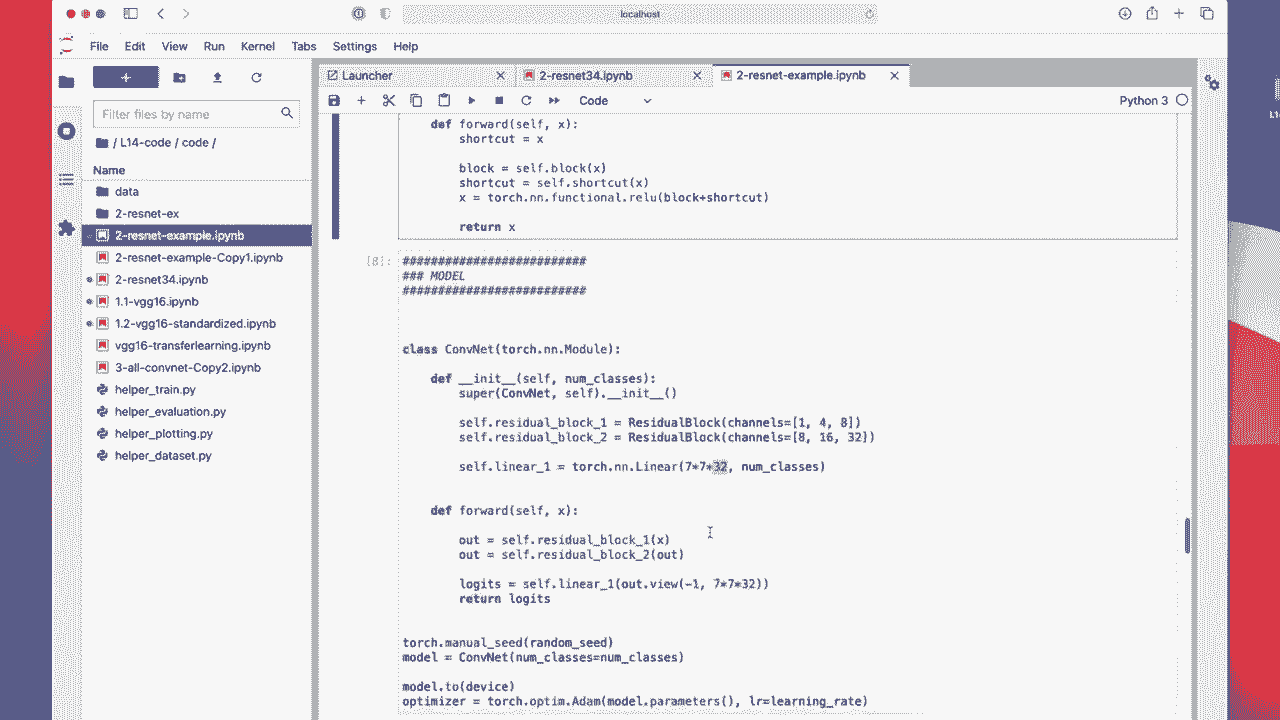 localhost
File Edit View Run Kernel Tabs Settings Help
Launcher
2-resnet34.ipynb
2-resnet-example.ipynb
Code
Python 3
Filter files by name
/ L14-code / code /
Name
data
2-resnet-ex
2-resnet-example.ipynb
2-resnet-example-Copy1.ipynb
2-resnet34.ipynb
1.1-vgg16.ipynb
1.2-vgg16-standardized.ipynb
vgg16-transferlearning.ipynb
3-all-convnet-Copy2.ipynb
helper_train.py
helper_evaluation.py
helper_plotting.py
helper_dataset.py
def forward(self, x):
shortcut = x
block = self.block(x)
shortcut = self.shortcut(x)
x = torch.nn.functional.relu(block+shortcut)
return x
[8]: ##########################
### MODEL
##########################
class ConvNet(torch.nn.Module):
def __init__(self, num_classes):
super(ConvNet, self).__init__()
self.residual_block_1 = ResidualBlock(channels=[1, 4, 8])
self.residual_block_2 = ResidualBlock(channels=[8, 16, 32])
self.linear_1 = torch.nn.Linear(7*7*32, num_classes)
def forward(self, x):
out = self.residual_block_1(x)
out = self.residual_block_2(out)
logits = self.linear_1(out.view(-1, 7*7*32))
return logits
torch.manual_seed(random_seed)
model = ConvNet(num_classes=num_classes)
model.to(device)
optimizer = torch.optim.Adam(model.parameters(), lr=learning_rate)